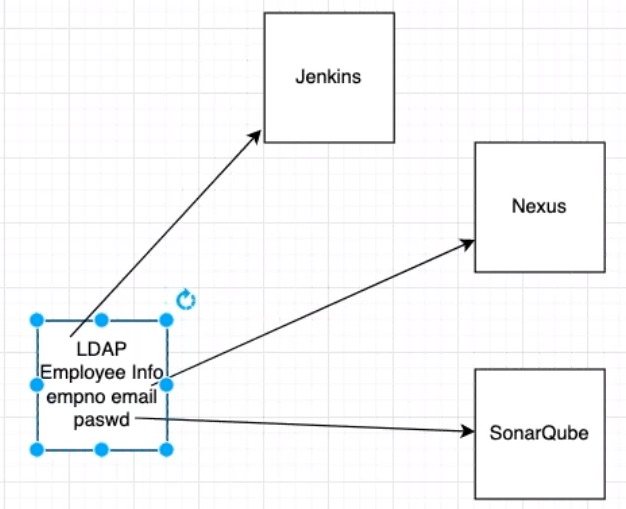 Jenkins
Nexus
LDAP
Employee Info
empno email
paswd
SonarQube